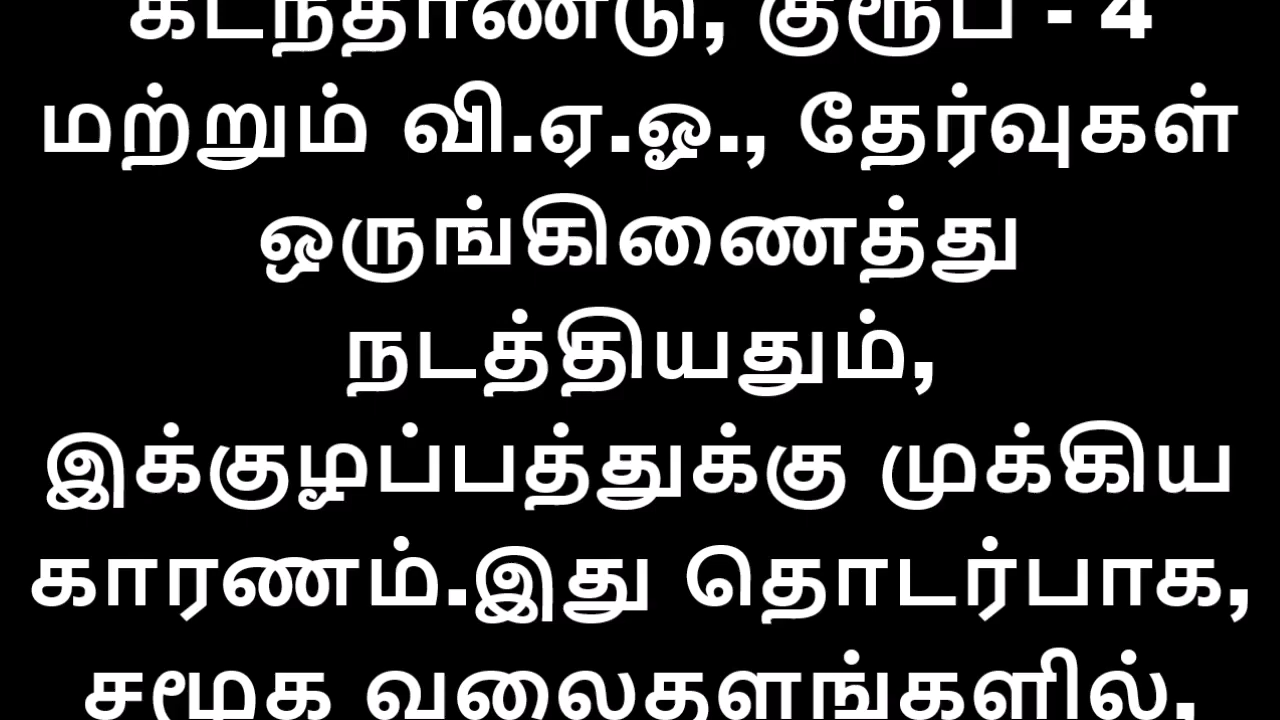 கடந்தாண்டு, குரூப் - 4
மற்றும் வி.ஏ.ஓ., தேர்வுகள்
ஒருங்கிணைத்து
நடத்தியதும்,
இக்குழப்பத்துக்கு முக்கிய
காரணம்.இது தொடர்பாக,
சமூக வலைதளங்களில்,